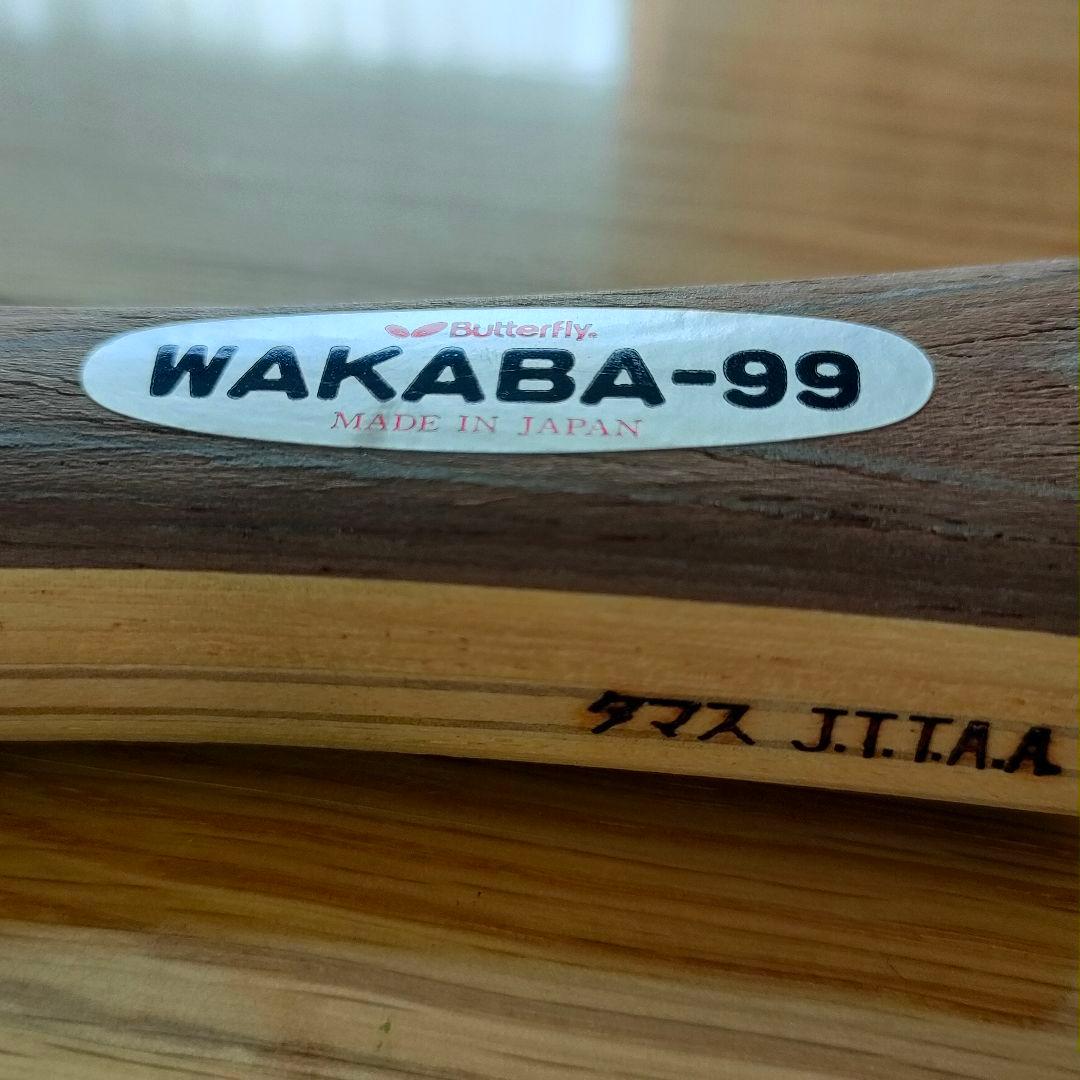 Butterfly.
WAKABA-99
MADE IN JAPAN
タマス J.T.T.A.A